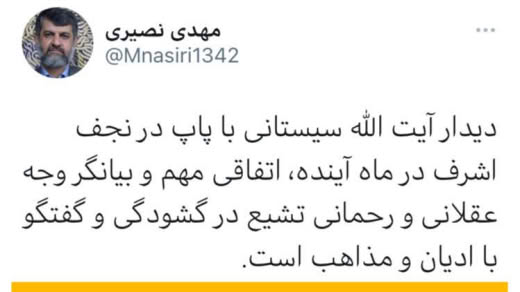 مهدی نصیری
@Mnasiri1342
دیدار آیت الله سیستانی با پاپ در نجف
اشرف در ماه آینده، اتفاقی مهم و بیانگر وجه
عقلانی و رحمانی تشیع در گشودگی و گفتگو
با ادیان و مذاهب است.